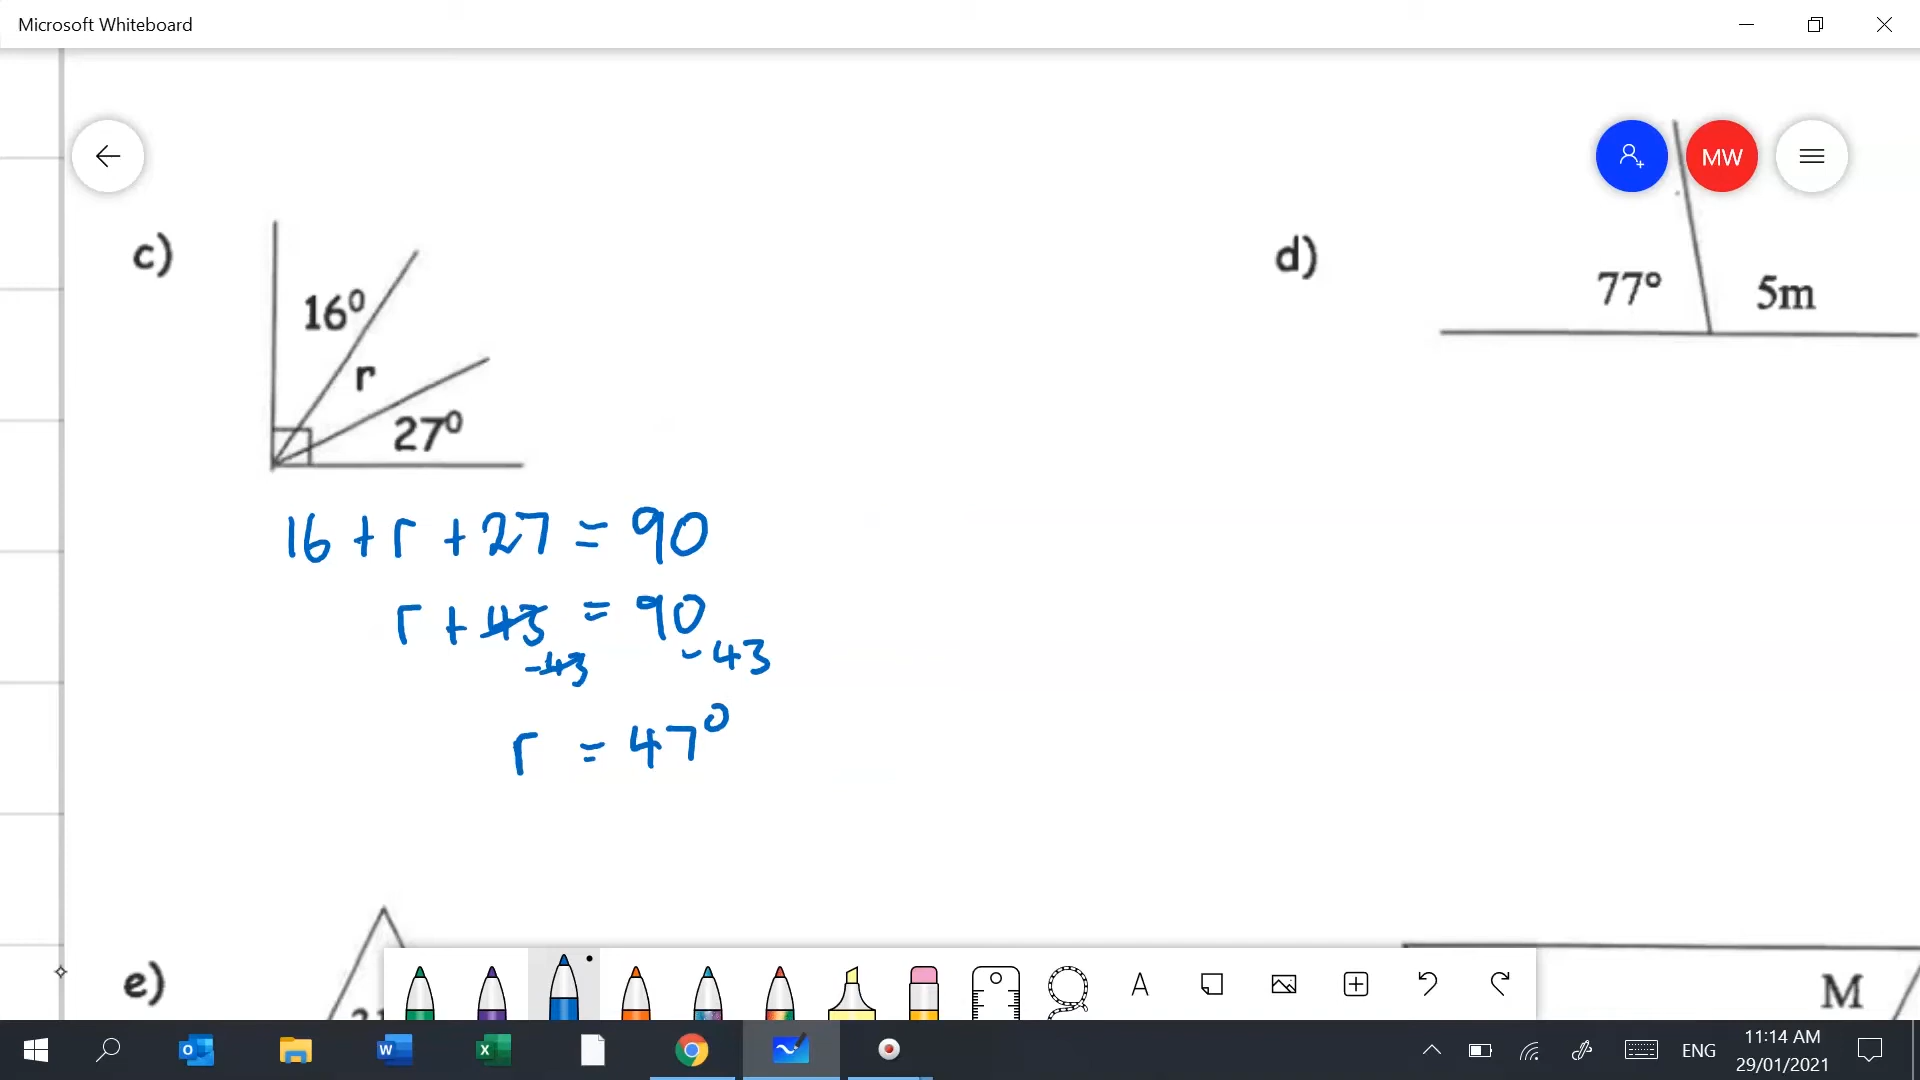 Microsoft Whiteboard
MW
c)
16⁰
r
27⁰
d)
77°
5m
16 + r + 27 = 90
r + 43 = 90
-43 -43
r = 47⁰
e)
M
A
W
X
ENG
11:14 AM
29/01/2021